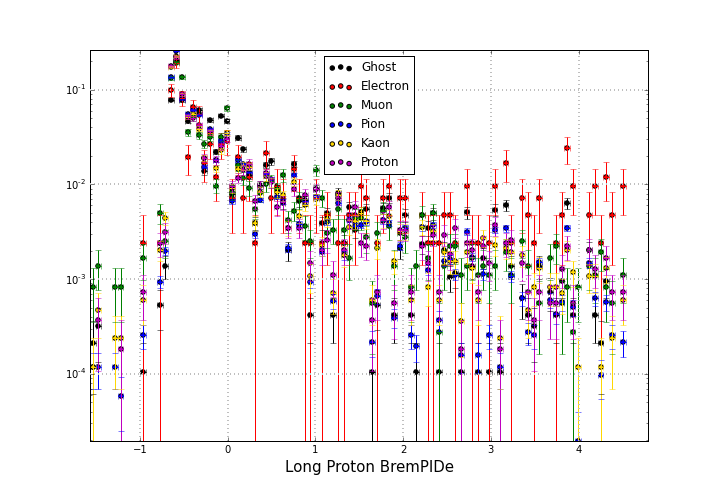 Ghost
Electron
Muon
Pion
Kaon
Proton
10⁻¹
10⁻²
10⁻³
10⁻⁴
−1 0 1 2 3 4
Long Proton BremPIDe